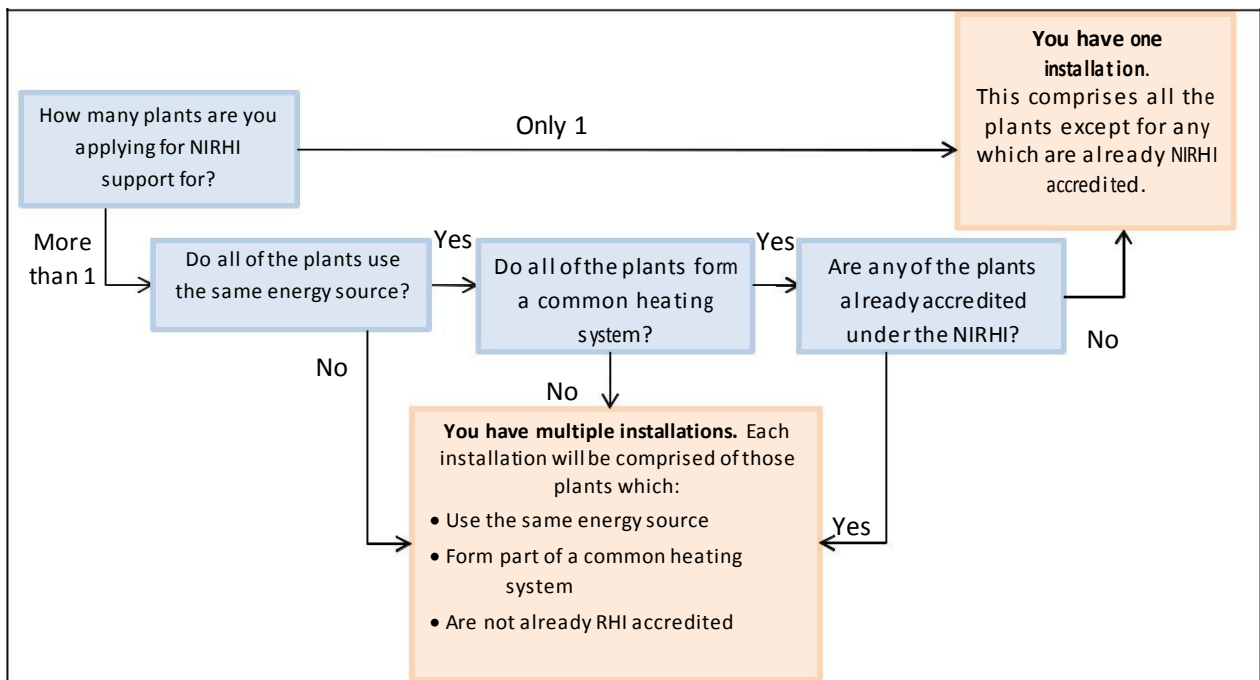 You have one
installation.
This comprises all the
plants except for any
which are already NIRHI
accredited.
How many plants are you
applying for NIRHI
support for?
Only 1
More
than 1
Do all of the plants use
the same energy source?
Yes
Do all of the plants form
a common heating
system?
Yes
Are any of the plants
already accredited
under the NIRHI?
No
No
No
You have multiple installations. Each
installation will be comprised of those
plants which:
• Use the same energy source
• Form part of a common heating
system
• Are not already RHI accredited
Yes